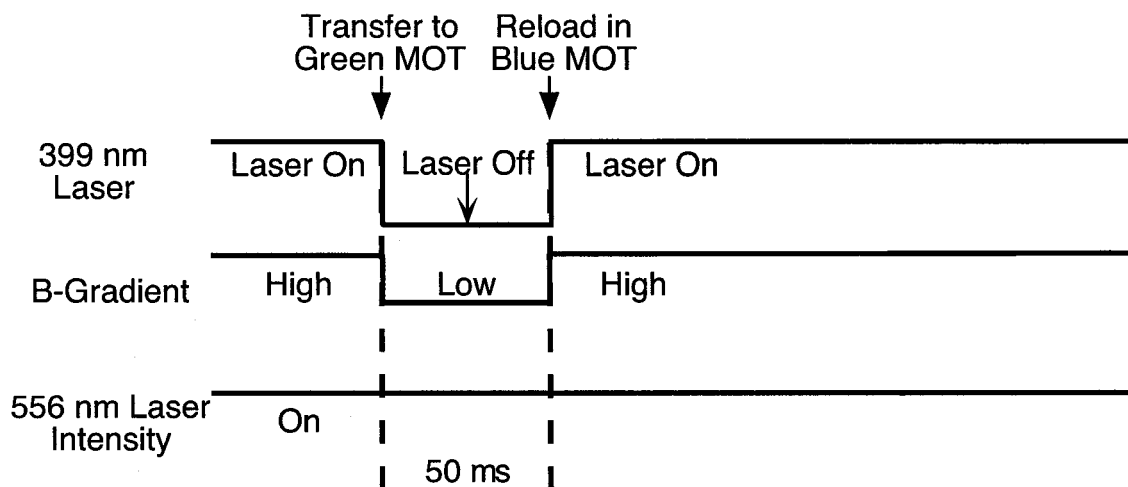 Transfer to
Green MOT
Reload in
Blue MOT
399 nm
Laser
Laser On
Laser Off
Laser On
B-Gradient
High
Low
High
556 nm Laser
Intensity
On
50 ms